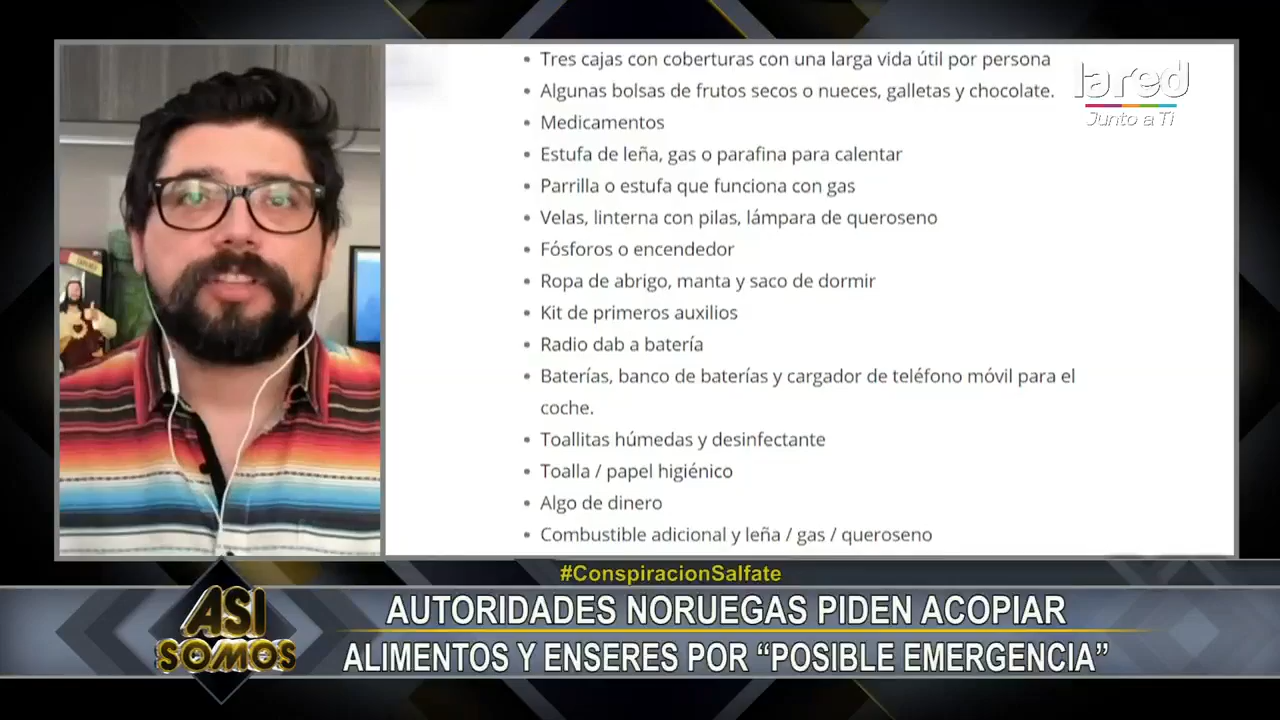 Tres cajas con coberturas con una larga vida útil por persona
Algunas bolsas de frutos secos o nueces, galletas y chocolate.
Medicamentos
Estufa de leña, gas o parafina para calentar
Parrilla o estufa que funciona con gas
Velas, linterna con pilas, lámpara de queroseno
Fósforos o encendedor
Ropa de abrigo, manta y saco de dormir
Kit de primeros auxilios
Radio dab a batería
Baterías, banco de baterías y cargador de teléfono móvil para el
coche.
Toallitas húmedas y desinfectante
Toalla / papel higiénico
Algo de dinero
Combustible adicional y leña / gas / queroseno
la red
Junto a Ti
#ConspiracionSalfate
ASI
SOMOS
AUTORIDADES NORUEGAS PIDEN ACOPIAR
ALIMENTOS Y ENSERES POR “POSIBLE EMERGENCIA”